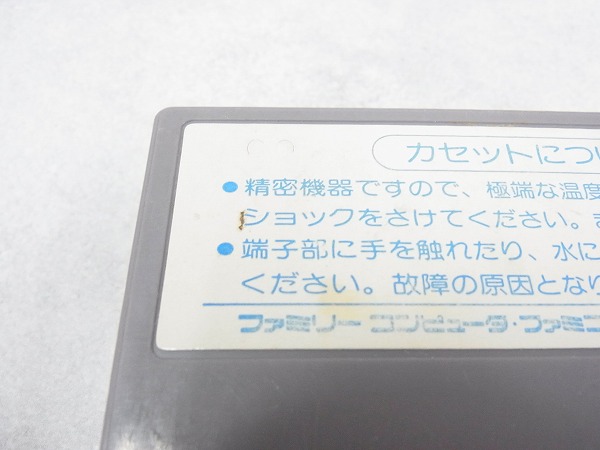 カセットについ
●精密機器ですので、極端な温度
ショックをさけてください。ま
●端子部に手を触れたり、水に
ください。故障の原因となり
ファミリー コンピュータ・ファミコ